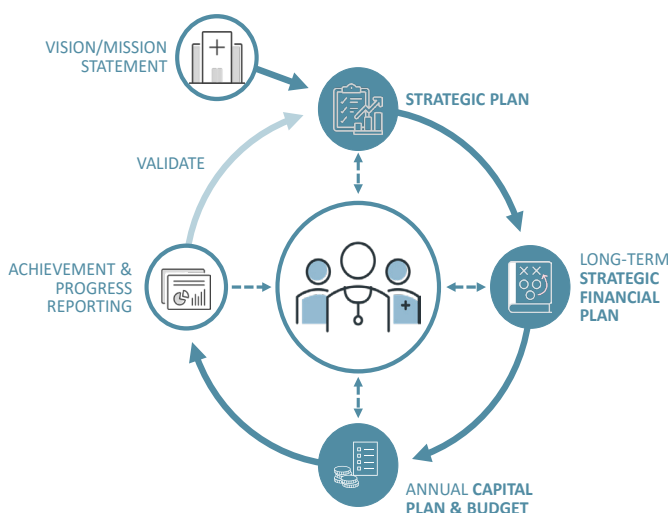 VISION/MISSION
STATEMENT
STRATEGIC PLAN
VALIDATE
LONG-TERM
STRATEGIC
FINANCIAL
PLAN
ACHIEVEMENT &
PROGRESS
REPORTING
ANNUAL CAPITAL
PLAN & BUDGET